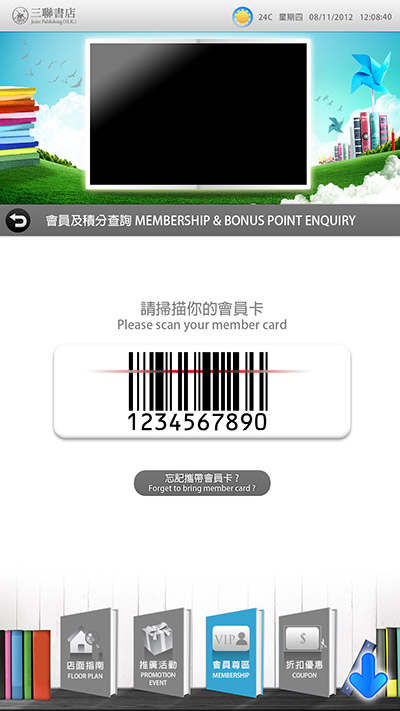 三聯書店
Joint Publishing (H.K.)
24C 星期四 08/11/2012 12:08:40
會員及積分查詢 MEMBERSHIP & BONUS POINT ENQUIRY
請掃描你的會員卡
Please scan your member card
1234567890
忘記攜帶會員卡？
Forget to bring member card ?
店面指南
FLOOR PLAN
推廣活動
PROMOTION
EVENT
VIP
會員專區
MEMBERSHIP
$
折扣優惠
COUPON